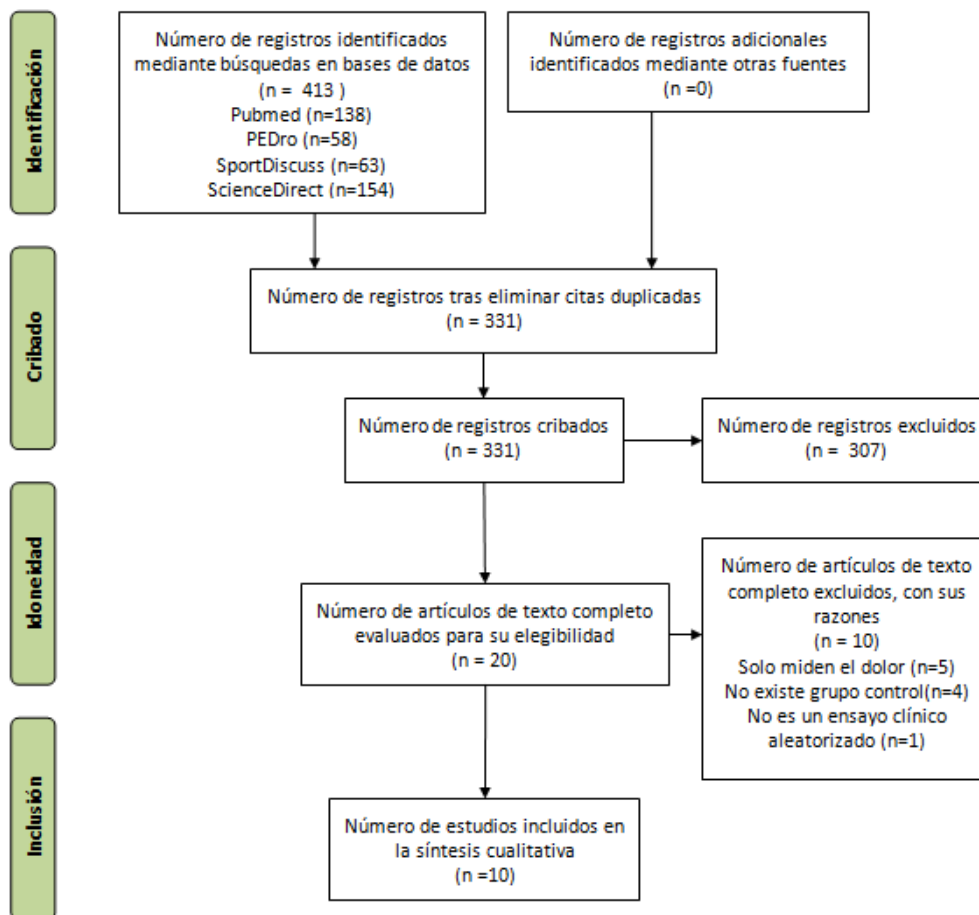 Identificación
Número de registros identificados
mediante búsquedas en bases de datos
(n = 413 )
Pubmed (n=138)
PEDro (n=58)
SportDiscuss (n=63)
ScienceDirect (n=154)
Número de registros adicionales
identificados mediante otras fuentes
(n =0)
Cribado
Número de registros tras eliminar citas duplicadas
(n = 331)
Número de registros cribados
(n = 331)
Número de registros excluidos
(n = 307)
Idoneidad
Número de artículos de texto completo
evaluados para su elegibilidad
(n = 20)
Número de artículos de texto
completo excluidos, con sus
razones
(n = 10)
Solo miden el dolor (n=5)
No existe grupo control(n=4)
No es un ensayo clínico
aleatorizado (n=1)
Inclusión
Número de estudios incluidos en
la síntesis cualitativa
(n =10)